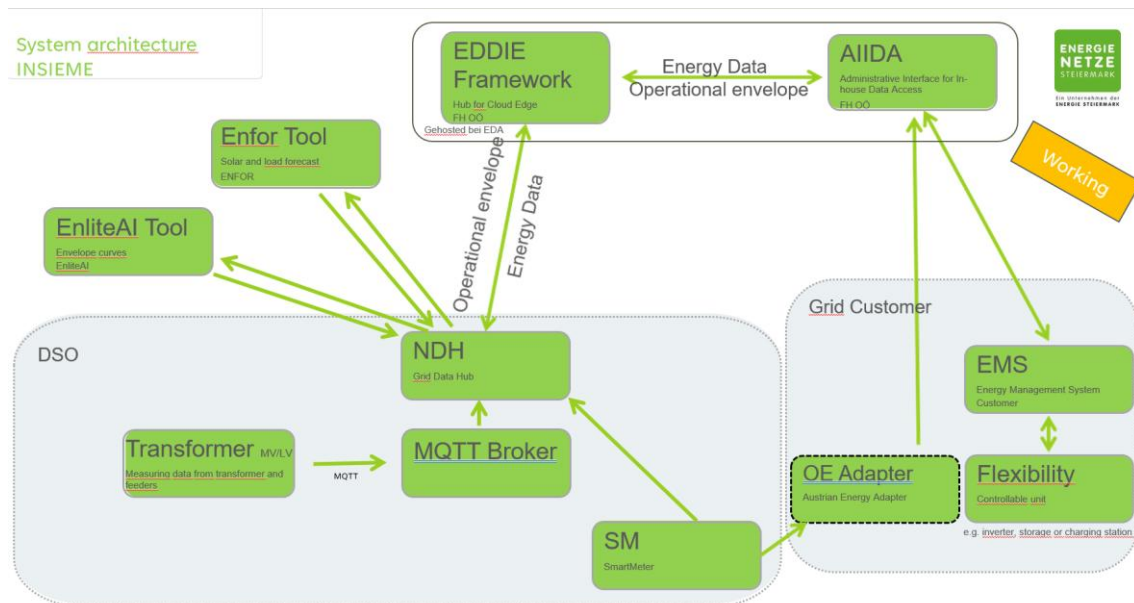 System architecture
INSIEME
EDDIE
Framework
Hub for Cloud Edge
FH OÖ
Gehosted bei EDA
Energy Data
Operational envelope
AIIDA
Administrative Interface for In-
house Data Access
FH OÖ
ENERGIE
NETZE
STEIERMARK
Ein Unternehmen der
ENERGIE STEIERMARK
Working
Enfor Tool
Solar and load forecast
ENFOR
EnliteAI Tool
Envelope curves
EnliteAI
Operational envelope
Energy Data
DSO
NDH
Grid Data Hub
Transformer MV/LV
Measuring data from transformer and
feeders
MQTT
MQTT Broker
SM
SmartMeter
Grid Customer
EMS
Energy Management System
Customer
OE Adapter
Austrian Energy Adapter
Flexibility
Controllable unit
e.g. inverter, storage or charging station